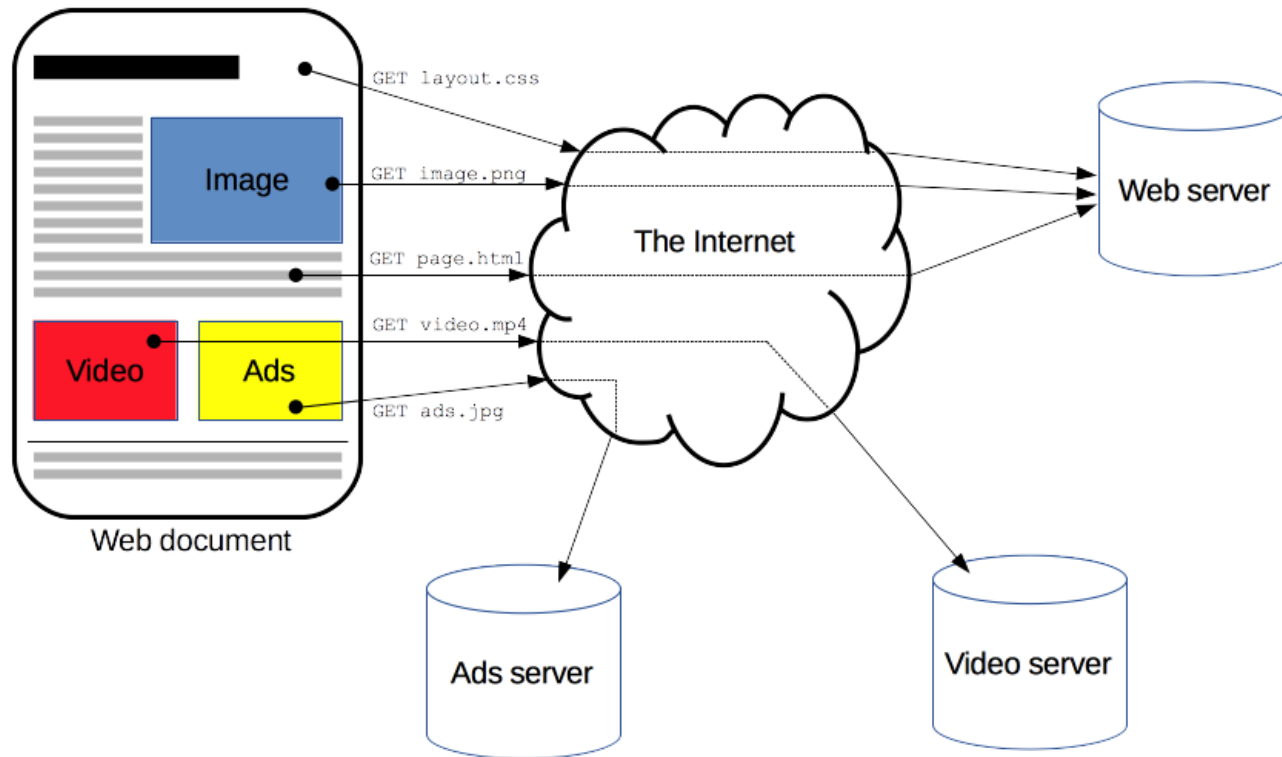 GET layout.css
Image
GET image.png
Web server
The Internet
GET page.html
GET video.mp4
Video
Ads
GET ads.jpg
Web document
Ads server
Video server